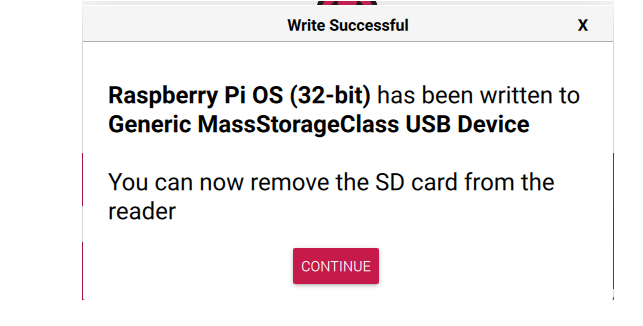 Write Successful X
Raspberry Pi OS (32-bit) has been written to
Generic MassStorageClass USB Device
You can now remove the SD card from the
reader
CONTINUE